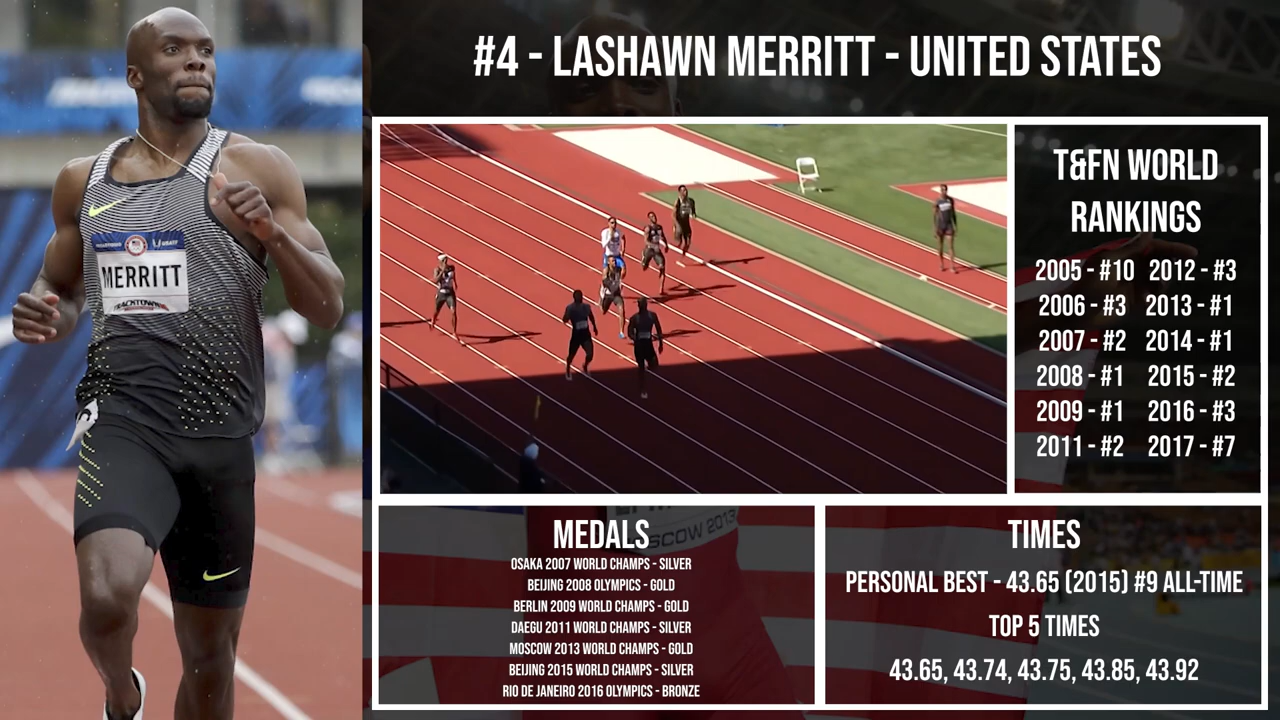 #4 - LASHAWN MERRITT - UNITED STATES
MERRITT
TRACKTOWN
T&FN WORLD
RANKINGS
2005 - #10 2012 - #3
2006 - #3 2013 - #1
2007 - #2 2014 - #1
2008 - #1 2015 - #2
2009 - #1 2016 - #3
2011 - #2 2017 - #7
MEDALS
OSAKA 2007 WORLD CHAMPS - SILVER
BEIJING 2008 OLYMPICS - GOLD
BERLIN 2009 WORLD CHAMPS - GOLD
DAEGU 2011 WORLD CHAMPS - SILVER
MOSCOW 2013 WORLD CHAMPS - GOLD
BEIJING 2015 WORLD CHAMPS - SILVER
RIO DE JANEIRO 2016 OLYMPICS - BRONZE
SCOW 2013
TIMES
PERSONAL BEST - 43.65 (2015) #9 ALL-TIME
TOP 5 TIMES
43.65, 43.74, 43.75, 43.85, 43.92